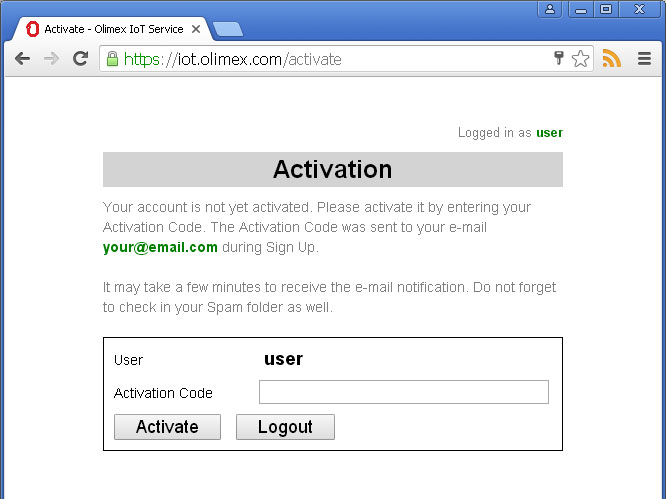 Activate - Olimex IoT Service
https://iot.olimex.com/activate
Logged in as user
Activation
Your account is not yet activated. Please activate it by entering your
Activation Code. The Activation Code was sent to your e-mail
your@email.com during Sign Up.
It may take a few minutes to receive the e-mail notification. Do not forget
to check in your Spam folder as well.
User user
Activation Code
Activate Logout